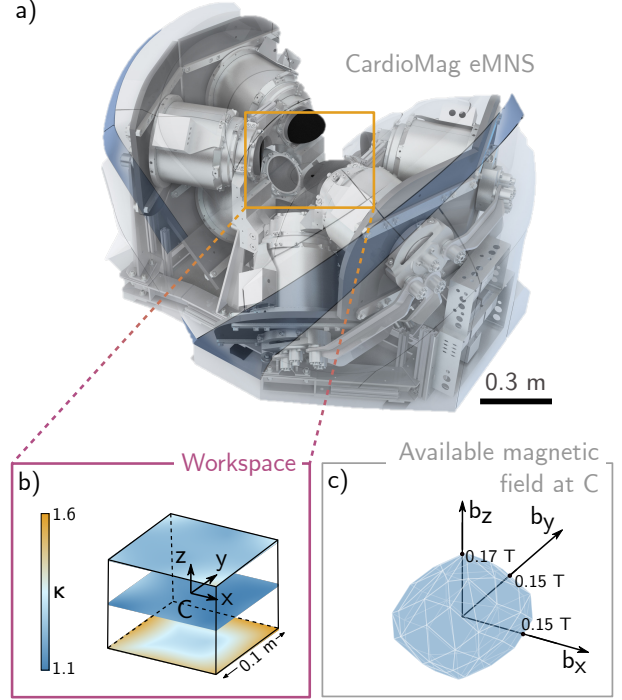 a)
CardioMag eMNS
0.3 m
Workspace
b)
1.6
κ
1.1
z
y
x
C
0.1 m
Available magnetic
field at C
c)
bz
by
0.17 T
0.15 T
0.15 T
bx